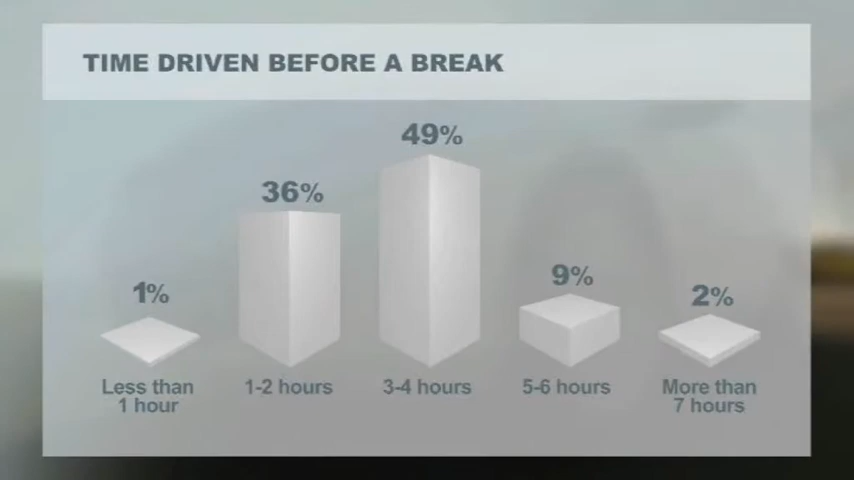 TIME DRIVEN BEFORE A BREAK
49%
36%
9%
1%
2%
Less than
1 hour
1-2 hours
3-4 hours
5-6 hours
More than
7 hours